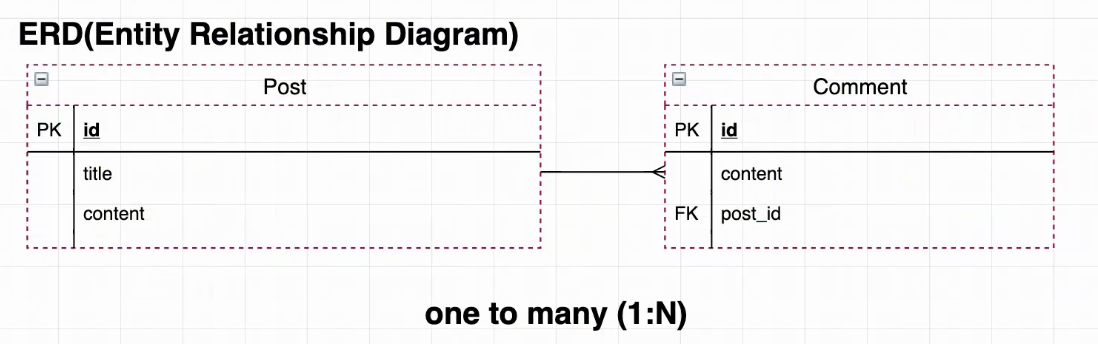 ERD(Entity Relationship Diagram)
Post
PK id
title
content
Comment
PK id
content
FK post_id
one to many (1:N)